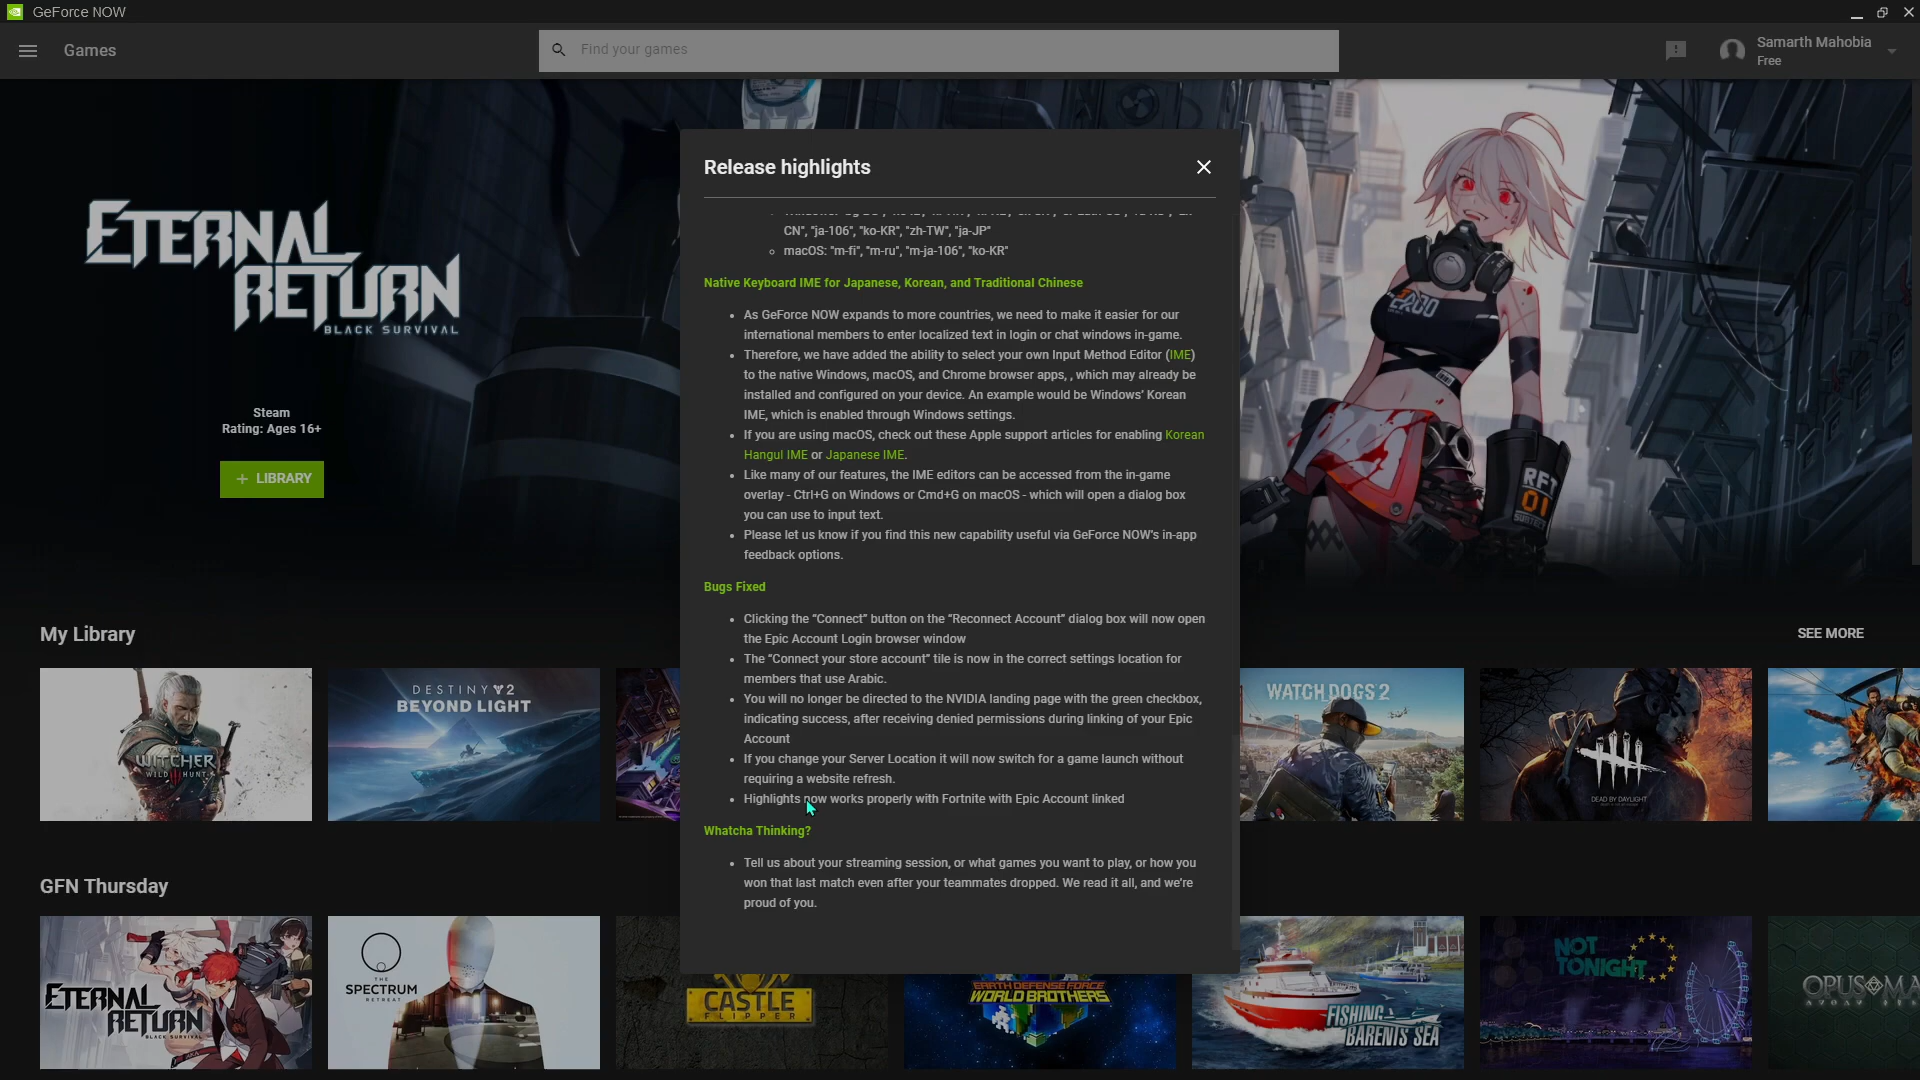 GeForce NOW
Games
Find your games
Samarth Mahobia
Free
Release highlights
CN", "ja-106", "ko-KR", "zh-TW", "ja-JP"
macOS: "m-fi", "m-ru", "m-ja-106", "ko-KR"
Native Keyboard IME for Japanese, Korean, and Traditional Chinese
As GeForce NOW expands to more countries, we need to make it easier for our
international members to enter localized text in login or chat windows in-game.
Therefore, we have added the ability to select your own Input Method Editor (IME)
to the native Windows, macOS, and Chrome browser apps, , which may already be
installed and configured on your device. An example would be Windows' Korean
IME, which is enabled through Windows settings.
If you are using macOS, check out these Apple support articles for enabling Korean
Hangul IME or Japanese IME.
Like many of our features, the IME editors can be accessed from the in-game
overlay - Ctrl+G on Windows or Cmd+G on macOS - which will open a dialog box
you can use to input text.
Please let us know if you find this new capability useful via GeForce NOW's in-app
feedback options.
Bugs Fixed
Clicking the "Connect" button on the "Reconnect Account" dialog box will now open
the Epic Account Login browser window
The "Connect your store account" tile is now in the correct settings location for
members that use Arabic.
You will no longer be directed to the NVIDIA landing page with the green checkbox,
indicating success, after receiving denied permissions during linking of your Epic
Account
If you change your Server Location it will now switch for a game launch without
requiring a website refresh.
Highlights now works properly with Fortnite with Epic Account linked
Whatcha Thinking?
Tell us about your streaming session, or what games you want to play, or how you
won that last match even after your teammates dropped. We read it all, and we're
proud of you.
ETERNAL
RETURN
BLACK SURVIVAL
Steam
Rating: Ages 16+
+ LIBRARY
RFT
01
My Library
SEE MORE
THE
WITCHER
WILD HUNT
DESTINY 2
BEYOND LIGHT
WATCH DOGS 2
DEAD BY DAYLIGHT
GFN Thursday
ETERNAL
RETURN
BLACK SURVIVAL
THE
SPECTRUM
RETREAT
CASTLE
FLIPPER
EARTH DEFENSE FORCE
WORLD BROTHERS
FISHING
BARENTS SEA
NOT
TONIGHT